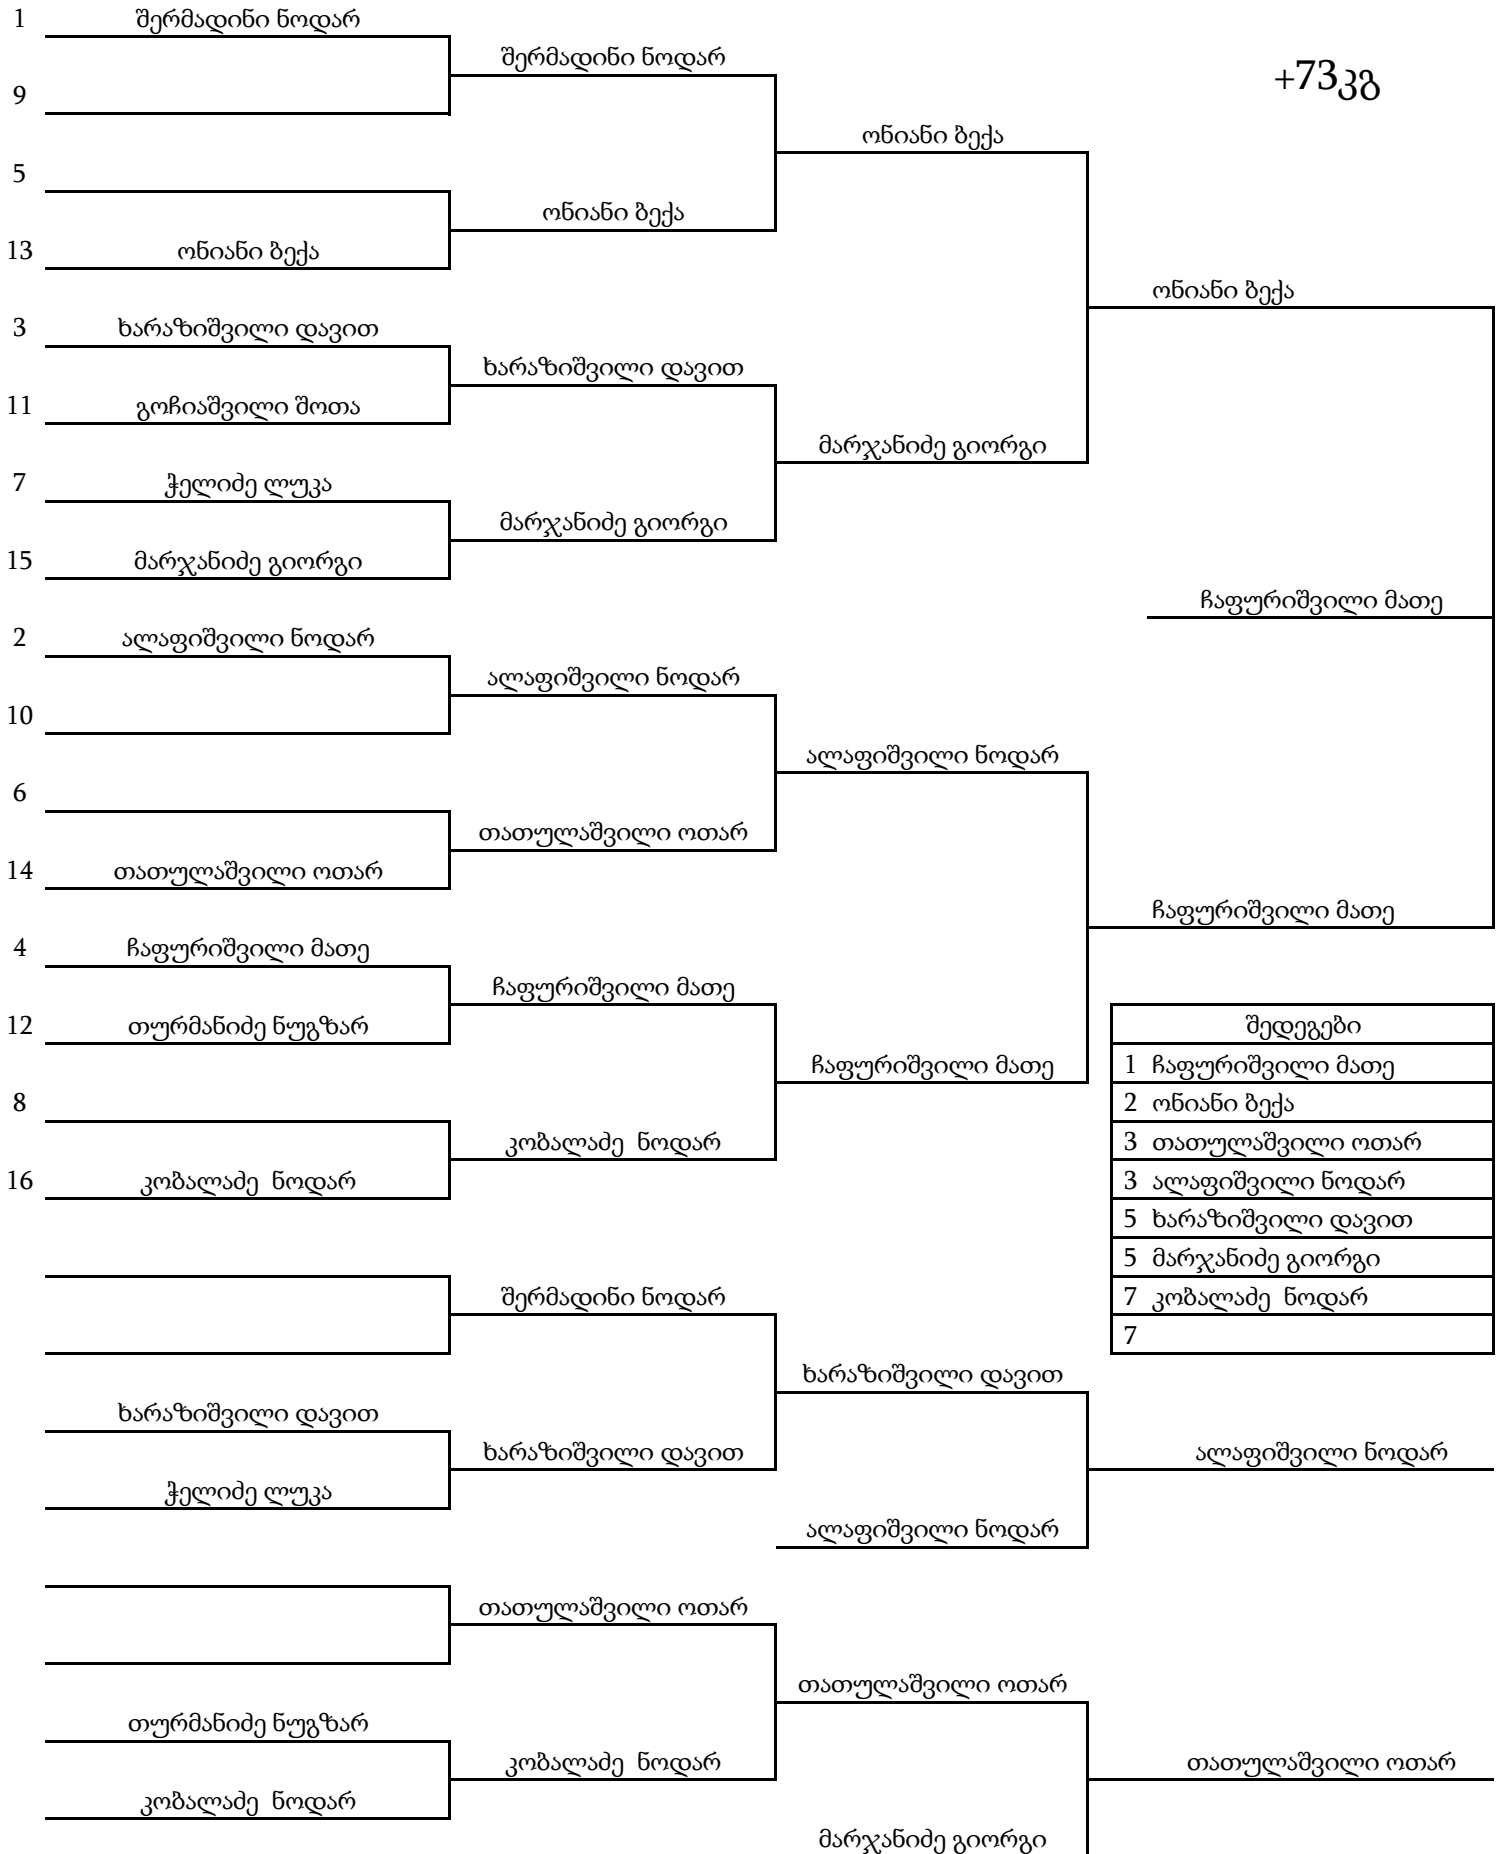 1 შერმადინი ნოდარ
შერმადინი ნოდარ
+73კგ
9
ონიანი ბექა
5
ონიანი ბექა
13 ონიანი ბექა
ონიანი ბექა
3 ხარაზიშვილი დავით
ხარაზიშვილი დავით
11 გოჩიაშვილი შოთა
მარჯანიძე გიორგი
7 ჭელიძე ლუკა
მარჯანიძე გიორგი
15 მარჯანიძე გიორგი
ჩაფურიშვილი მათე
2 ალაფიშვილი ნოდარ
ალაფიშვილი ნოდარ
10
ალაფიშვილი ნოდარ
6
თათულაშვილი ოთარ
14 თათულაშვილი ოთარ
ჩაფურიშვილი მათე
4 ჩაფურიშვილი მათე
ჩაფურიშვილი მათე
12 თურმანიძე ნუგზარ
შედეგები
ჩაფურიშვილი მათე
1 ჩაფურიშვილი მათე
8
2 ონიანი ბექა
კობალაძე ნოდარ
3 თათულაშვილი ოთარ
16 კობალაძე ნოდარ
3 ალაფიშვილი ნოდარ
5 ხარაზიშვილი დავით
5 მარჯანიძე გიორგი
შერმადინი ნოდარ
7 კობალაძე ნოდარ
7
ხარაზიშვილი დავით
ხარაზიშვილი დავით
ხარაზიშვილი დავით
ალაფიშვილი ნოდარ
ჭელიძე ლუკა
ალაფიშვილი ნოდარ
თათულაშვილი ოთარ
თათულაშვილი ოთარ
თურმანიძე ნუგზარ
კობალაძე ნოდარ
თათულაშვილი ოთარ
კობალაძე ნოდარ
მარჯანიძე გიორგი